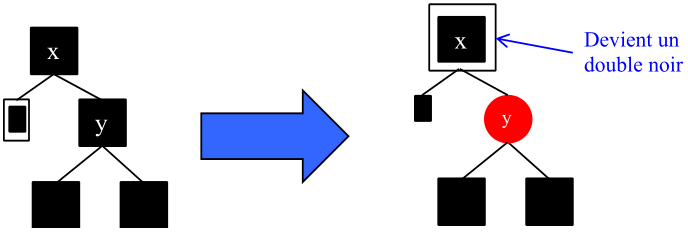 x
y
x
y
Devient un
double noir